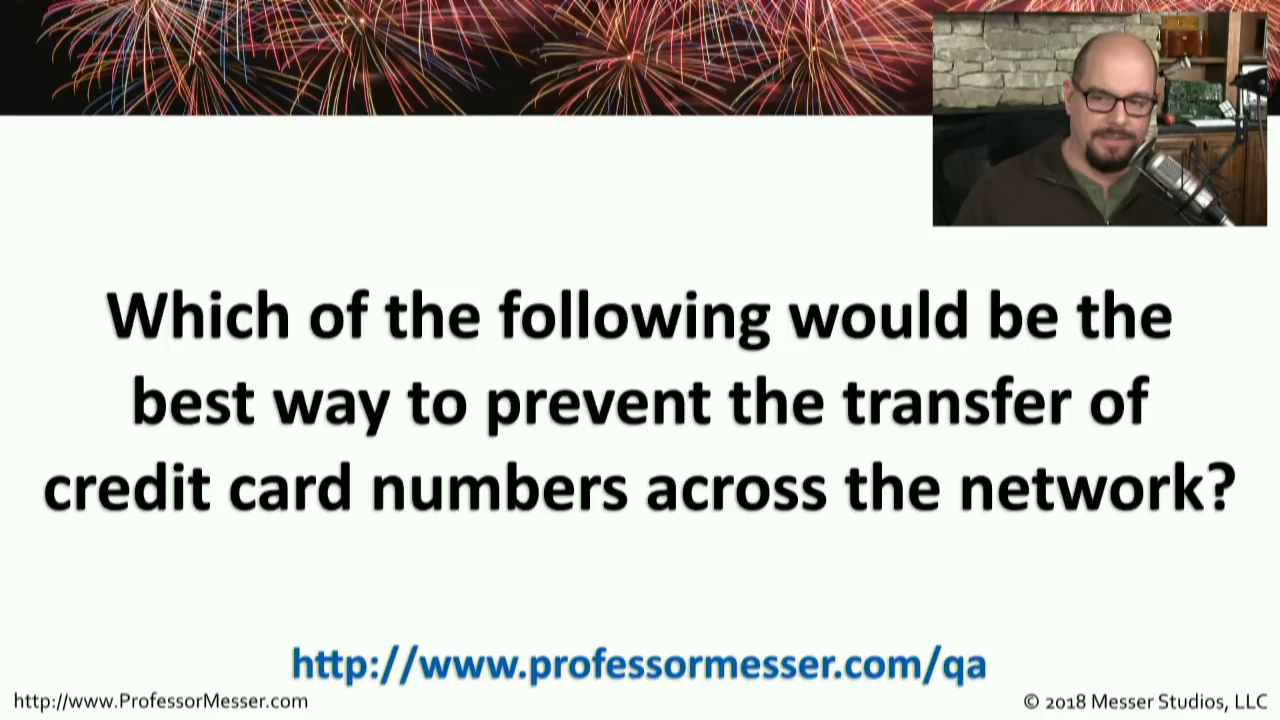 Which of the following would be the
best way to prevent the transfer of
credit card numbers across the network?
http://www.professormesser.com/qa
http://www.ProfessorMesser.com
© 2018 Messer Studios, LLC